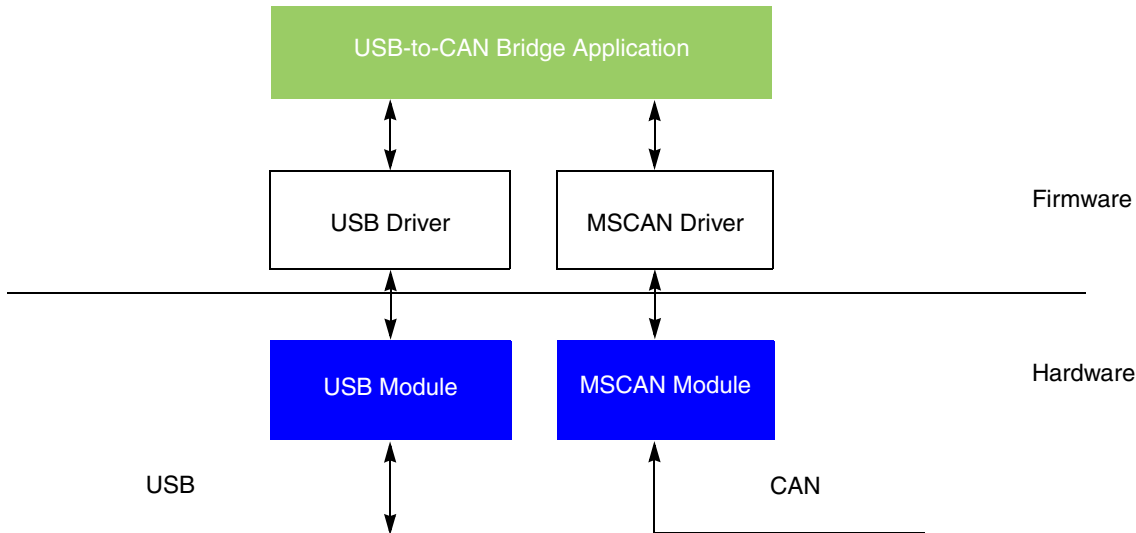 USB-to-CAN Bridge Application
USB Driver
MSCAN Driver
Firmware
USB Module
MSCAN Module
Hardware
USB
CAN